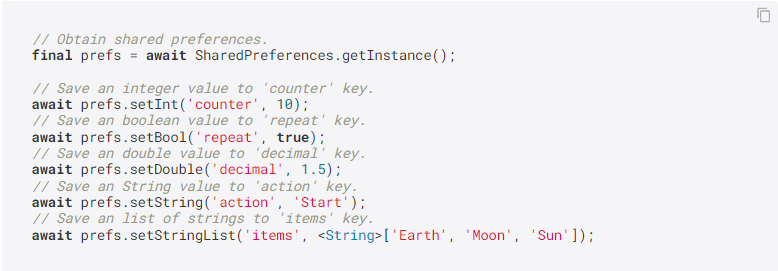 // Obtain shared preferences.
final prefs = await SharedPreferences.getInstance();

// Save an integer value to 'counter' key.
await prefs.setInt('counter', 10);
// Save an boolean value to 'repeat' key.
await prefs.setBool('repeat', true);
// Save an double value to 'decimal' key.
await prefs.setDouble('decimal', 1.5);
// Save an String value to 'action' key.
await prefs.setString('action', 'Start');
// Save an list of strings to 'items' key.
await prefs.setStringList('items', <String>['Earth', 'Moon', 'Sun']);